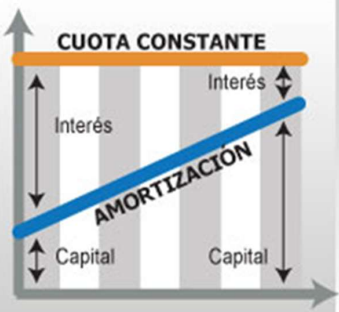 CUOTA CONSTANTE
Interés
Interés
AMORTIZACIÓN
Capital
Capital